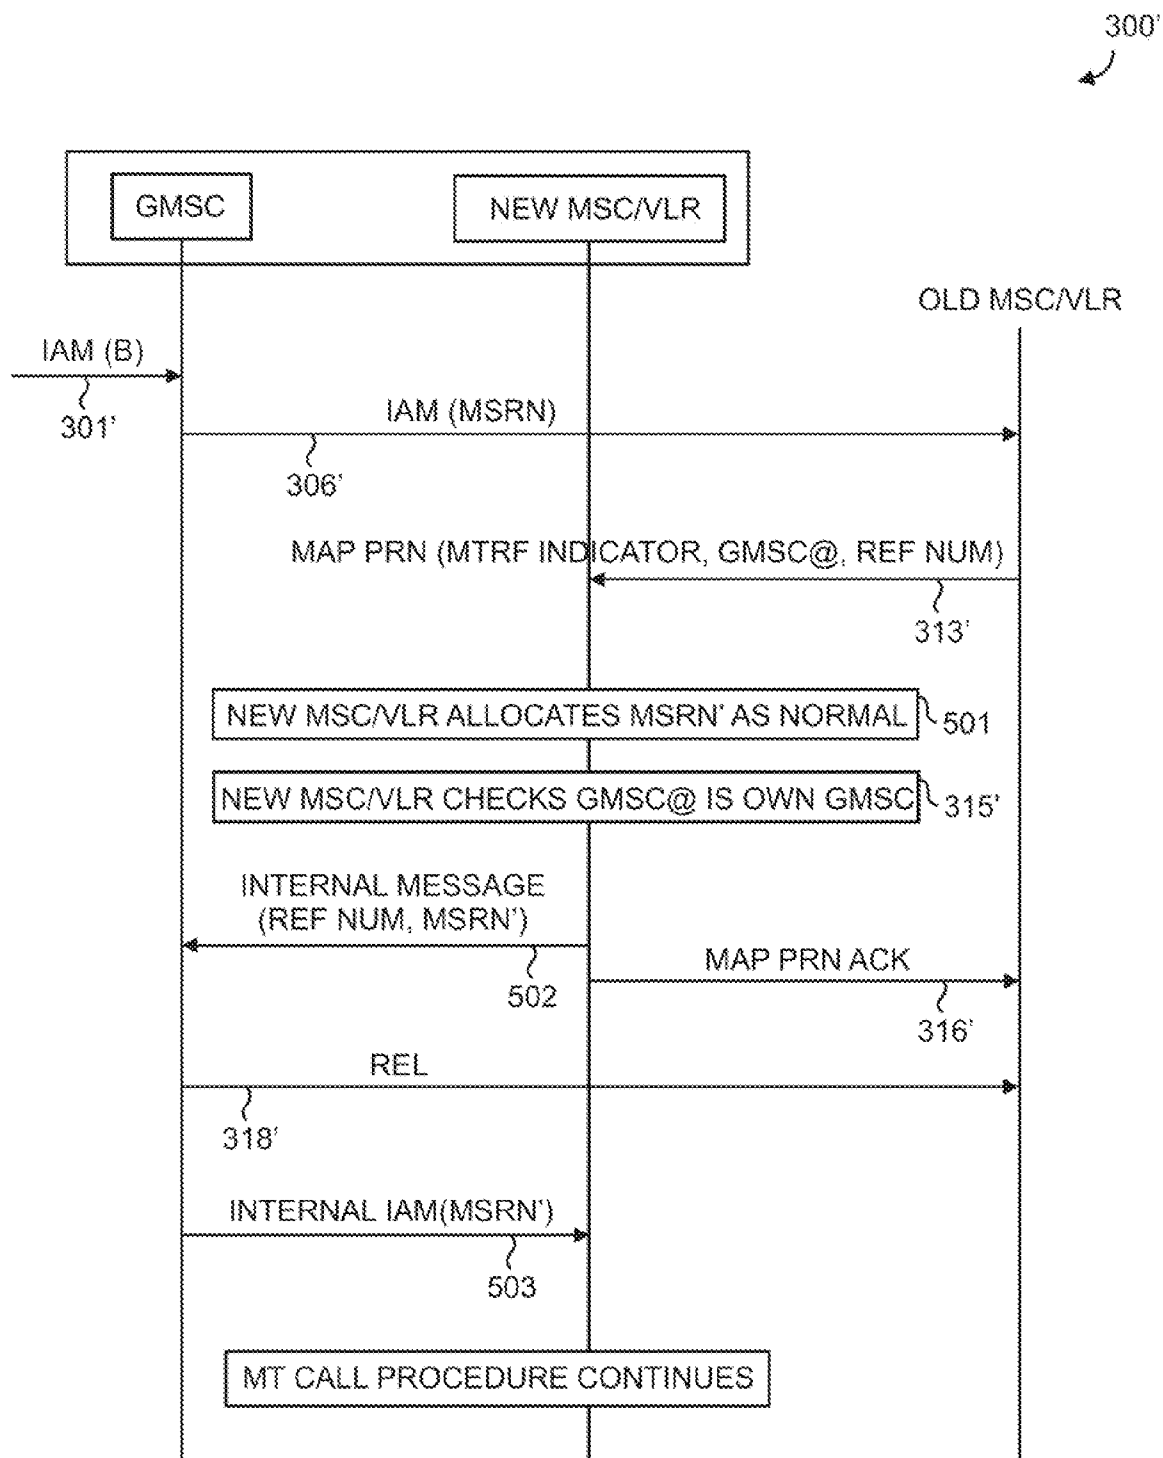 300'
GMSC
NEW MSC/VLR
OLD MSC/VLR
IAM (B)
301'
IAM (MSRN)
306'
MAP PRN (MTRF INDICATOR, GMSC@, REF NUM)
313'
NEW MSC/VLR ALLOCATES MSRN' AS NORMAL
501
NEW MSC/VLR CHECKS GMSC@ IS OWN GMSC
315'
INTERNAL MESSAGE
(REF NUM, MSRN')
502
MAP PRN ACK
316'
REL
318'
INTERNAL IAM(MSRN')
503
MT CALL PROCEDURE CONTINUES